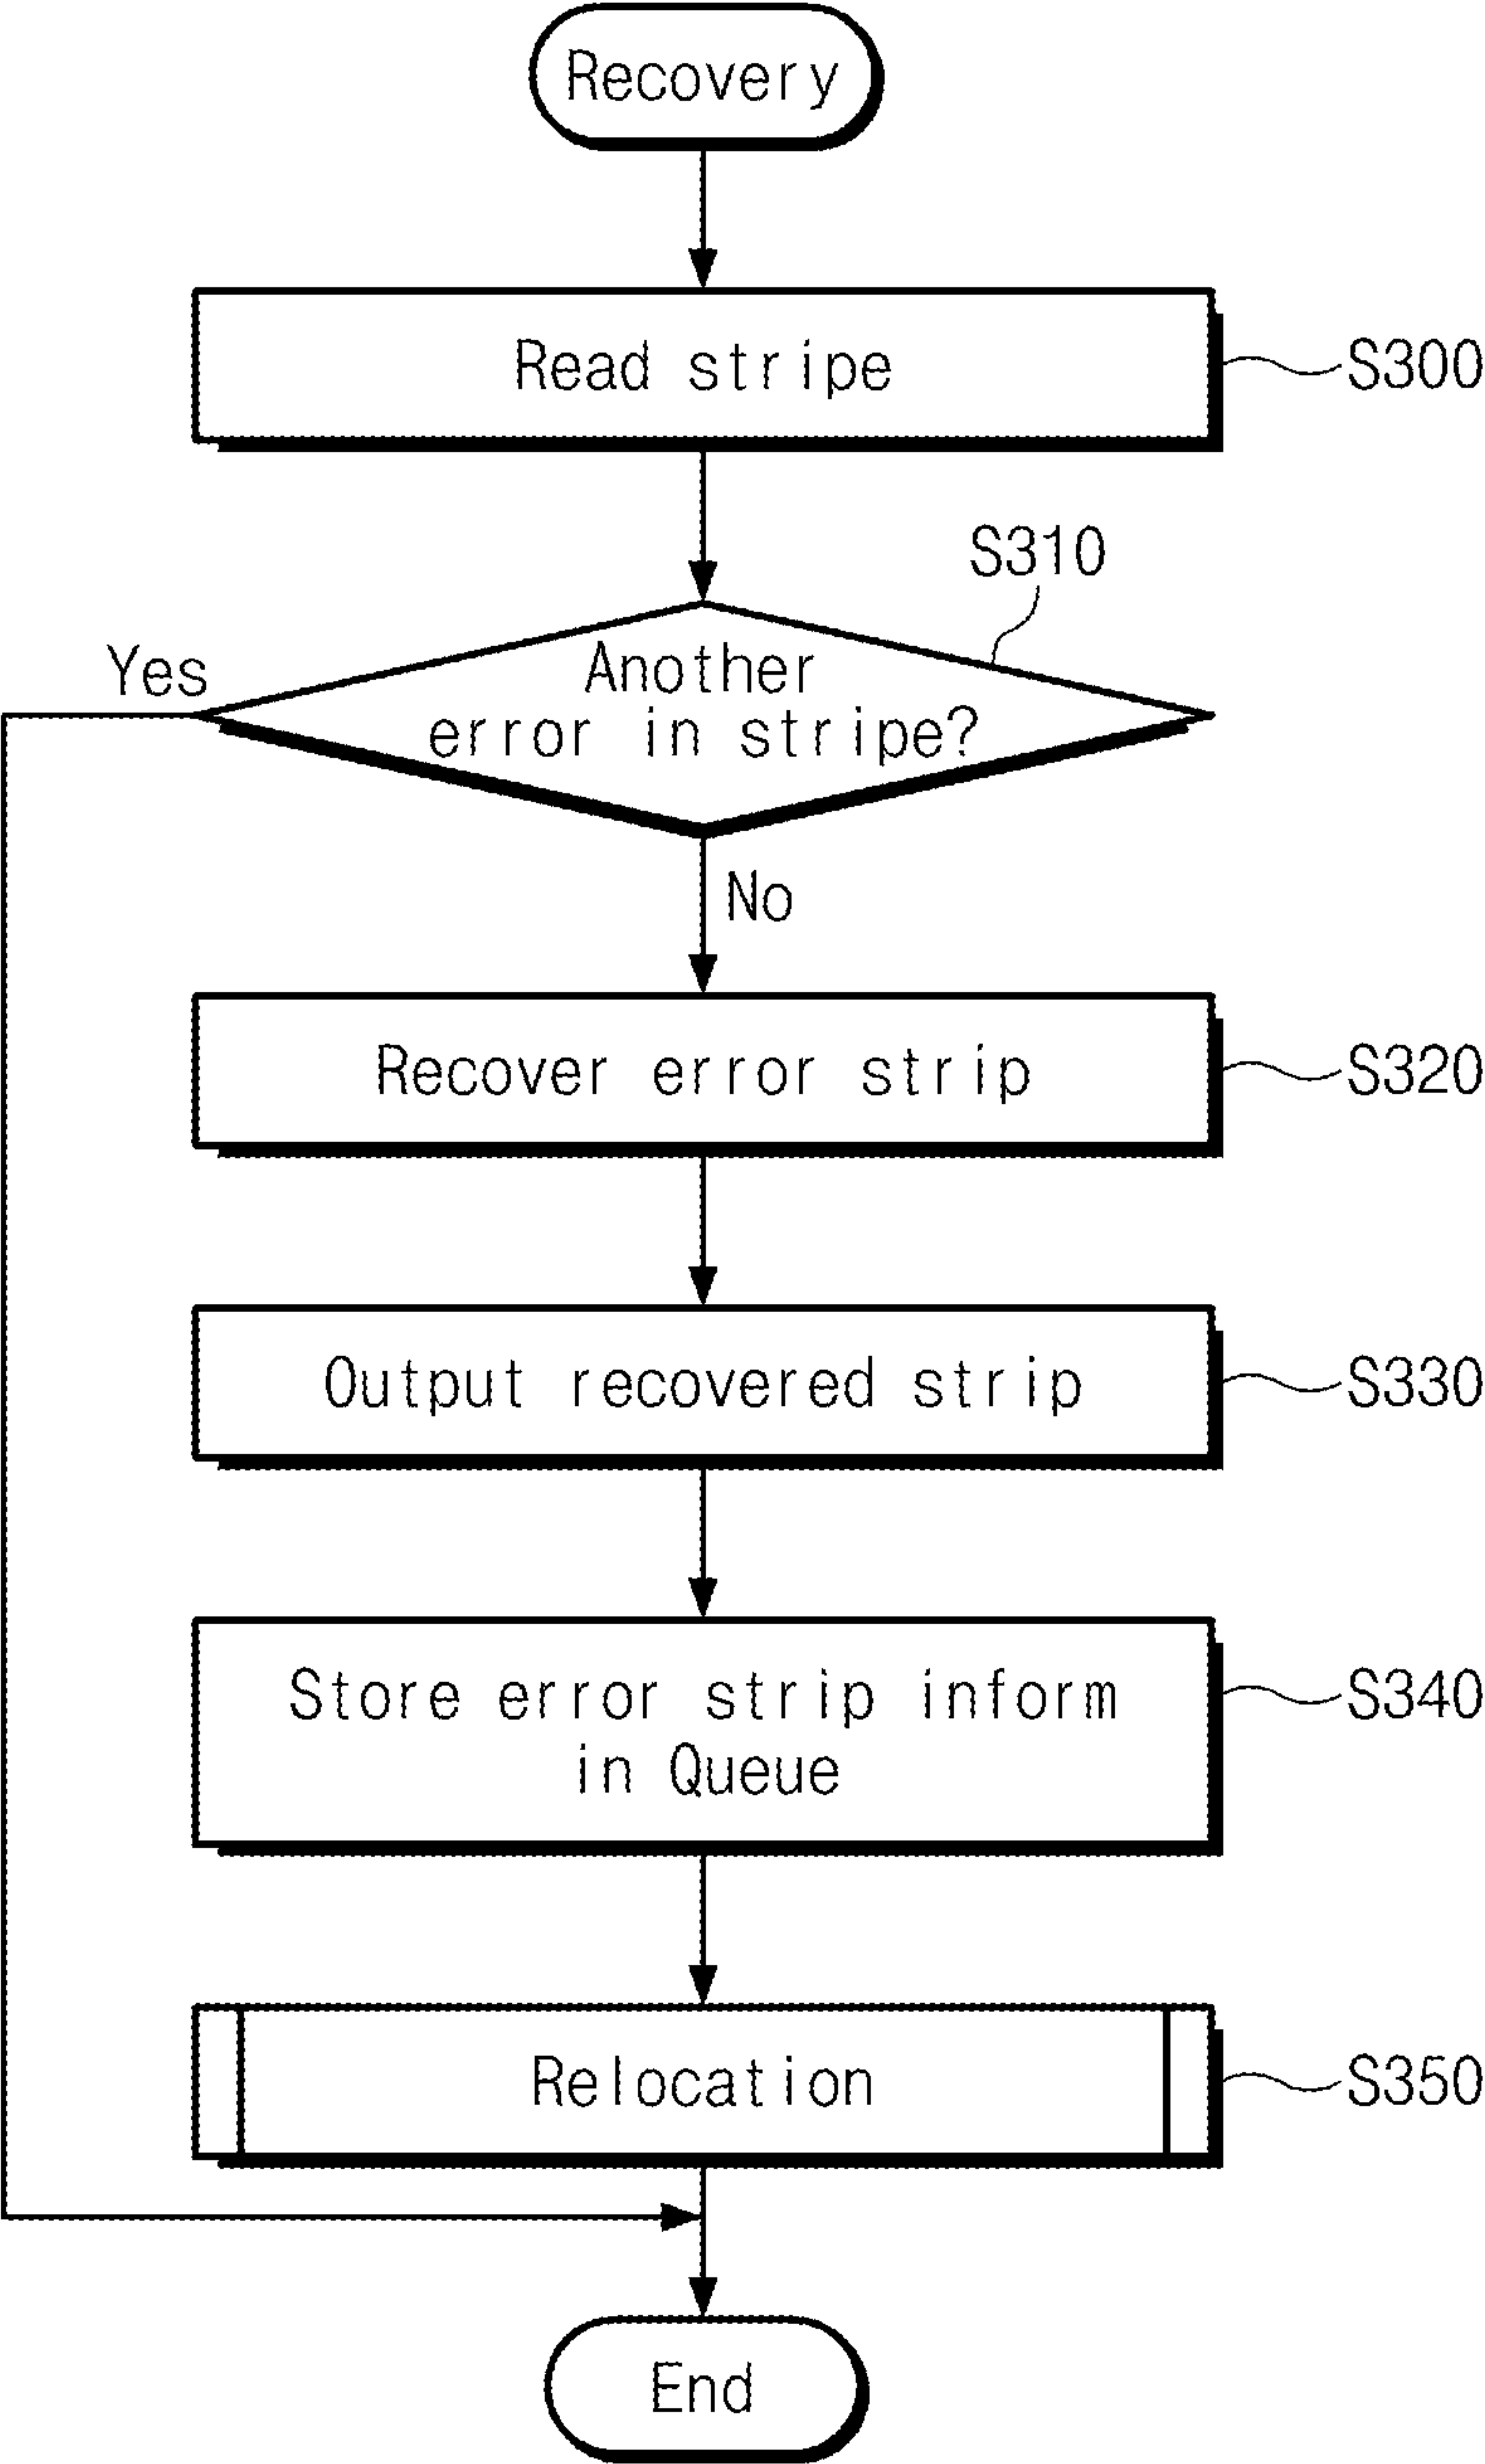 Recovery
Read stripe
S300
S310
Yes
Another
error in stripe?
No
Recover error strip
S320
Output recovered strip
S330
Store error strip inform
in Queue
S340
Relocation
S350
End